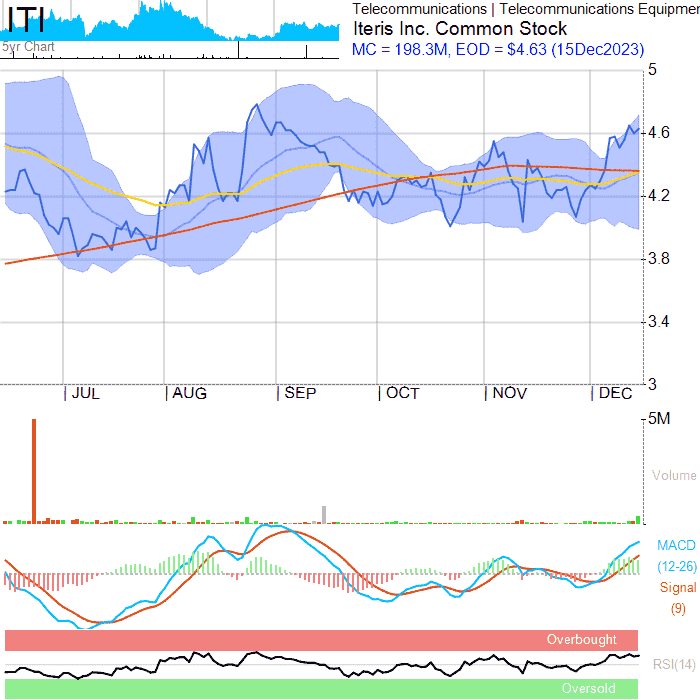 ITI
Telecommunications | Telecommunications Equipmen
Iteris Inc. Common Stock
5yr Chart
MC = 198.3M, EOD = $4.63 (15Dec2023)
5
4.6
4.2
3.8
3.4
3
JUL AUG SEP OCT NOV DEC
5M
Volume
MACD
(12-26)
Signal
(9)
Overbought
RSI(14)
Oversold